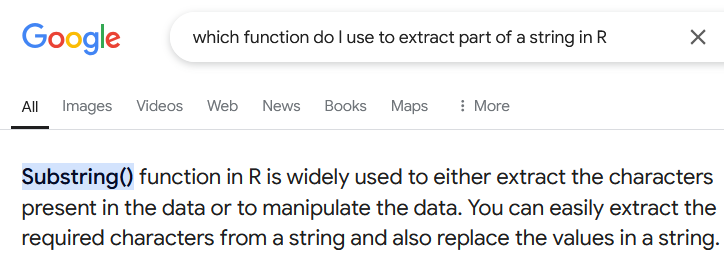 Google
which function do I use to extract part of a string in R
All Images Videos Web News Books Maps More
Substring() function in R is widely used to either extract the characters
present in the data or to manipulate the data. You can easily extract the
required characters from a string and also replace the values in a string.